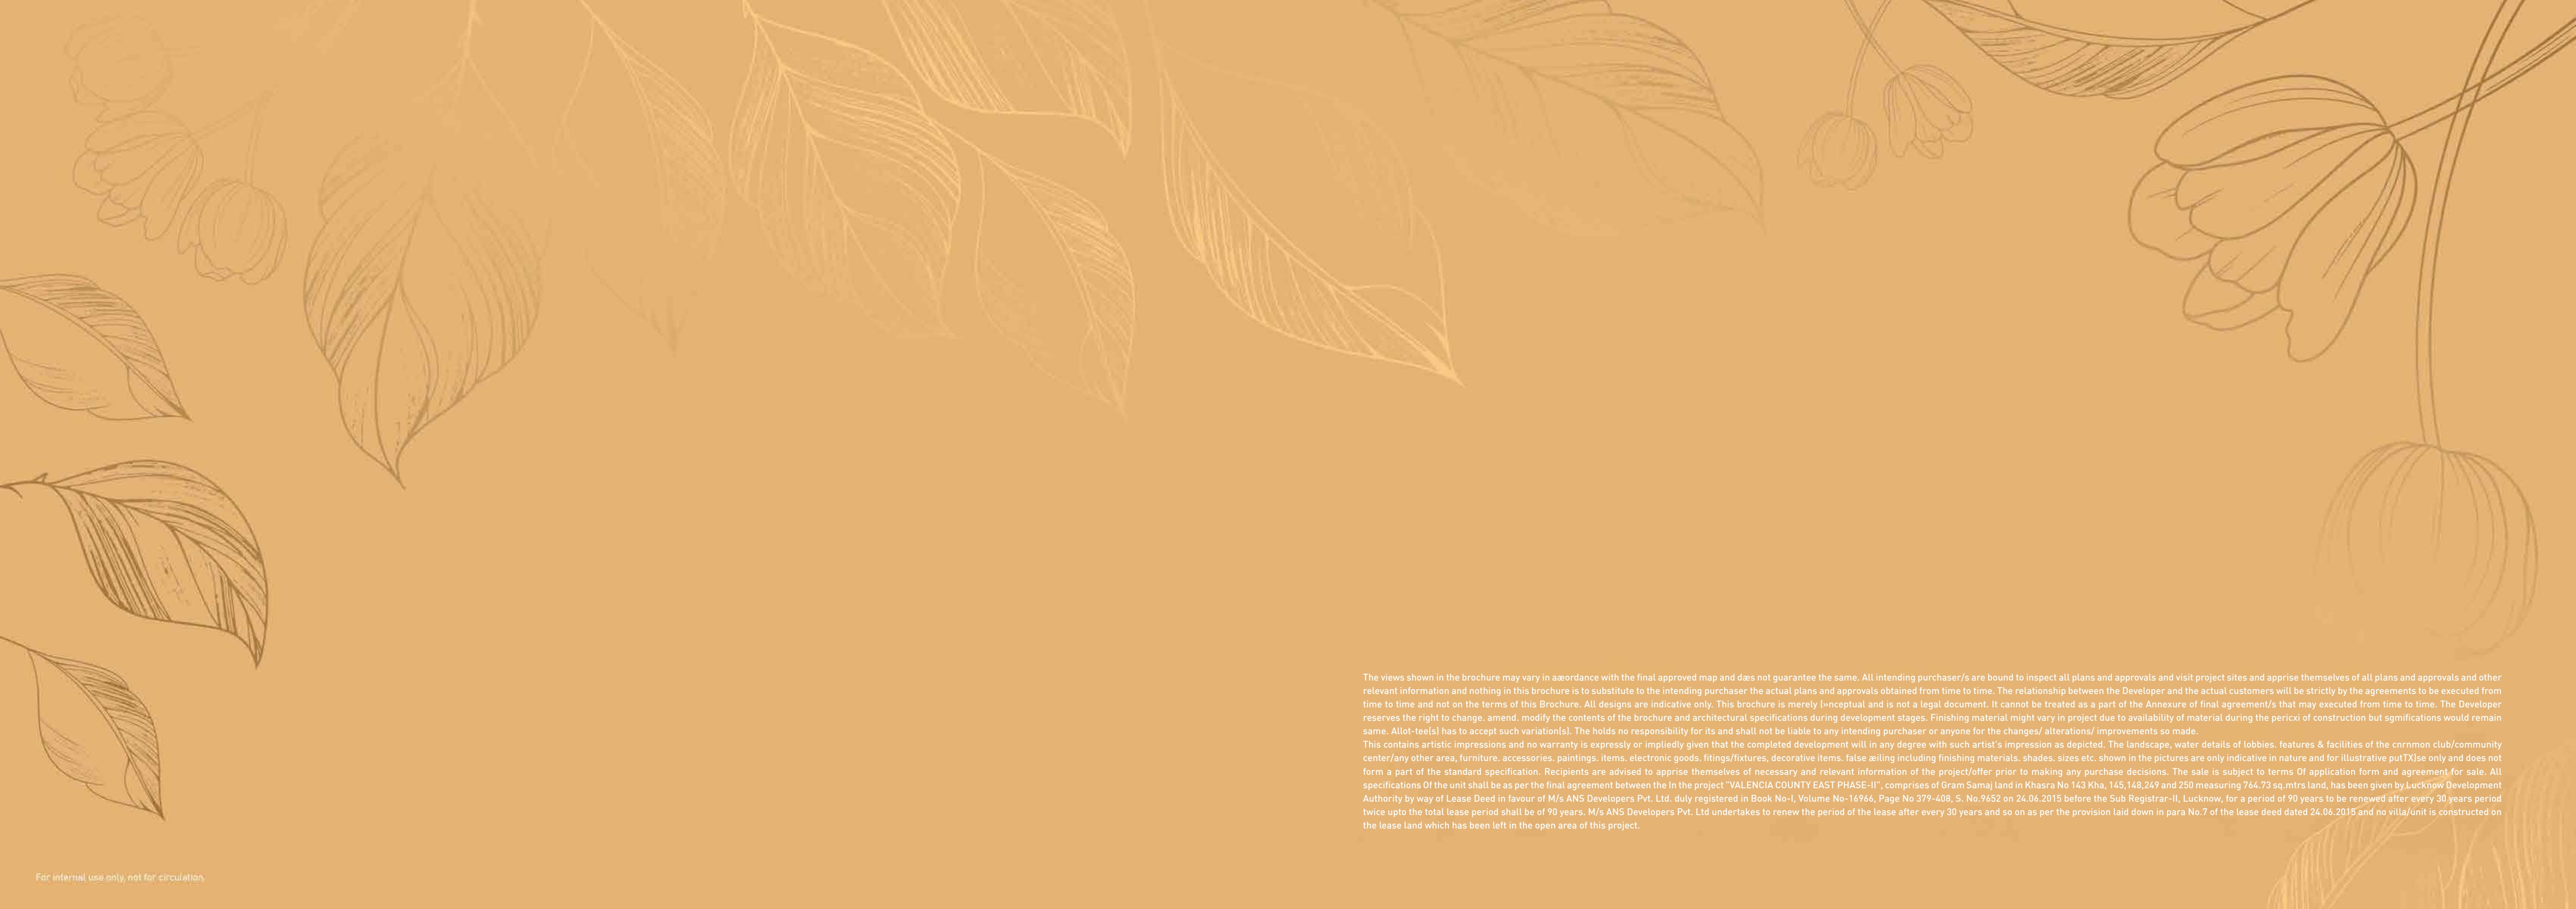 The views shown in the brochure may vary in aæordance with the final approved map and dæs not guarantee the same. All intending purchaser/s are bound to inspect all plans and approvals and visit project sites and apprise themselves of all plans and approvals and other
relevant information and nothing in this brochure is to substitute to the intending purchaser the actual plans and approvals obtained from time to time. The relationship between the Developer and the actual customers will be strictly by the agreements to be executed from
time to time and not on the terms of this Brochure. All designs are indicative only. This brochure is merely (»nceptual and is not a legal document. It cannot be treated as a part of the Annexure of final agreement/s that may executed from time to time. The Developer
reserves the right to change. amend. modify the contents of the brochure and architectural specifications during development stages. Finishing material might vary in project due to availability of material during the pericxi of construction but sgmifications would remain
same. Allot-tee(s) has to accept such variation(s). The holds no responsibility for its and shall not be liable to any intending purchaser or anyone for the changes/ alterations/ improvements so made.
This contains artistic impressions and no warranty is expressly or impliedly given that the completed development will in any degree with such artist's impression as depicted. The landscape, water details of lobbies. features & facilities of the cnrnmon club/community
center/any other area, furniture. accessories. paintings. items. electronic goods. fitings/fixtures, decorative items. false æiling including finishing materials. shades. sizes etc. shown in the pictures are only indicative in nature and for illustrative putTX)se only and does not
form a part of the standard specification. Recipients are advised to apprise themselves of necessary and relevant information of the project/offer prior to making any purchase decisions. The sale is subject to terms Of application form and agreement for sale. All
specifications Of the unit shall be as per the final agreement between the In the project "VALENCIA COUNTY EAST PHASE-II", comprises of Gram Samaj land in Khasra No 143 Kha, 145,148,249 and 250 measuring 764.73 sq.mtrs land, has been given by Lucknow Development
Authority by way of Lease Deed in favour of M/s ANS Developers Pvt. Ltd. duly registered in Book No-I, Volume No-16966, Page No 379-408, S. No.9652 on 24.06.2015 before the Sub Registrar-II, Lucknow, for a period of 90 years to be renewed after every 30 years period
twice upto the total lease period shall be of 90 years. M/s ANS Developers Pvt. Ltd undertakes to renew the period of the lease after every 30 years and so on as per the provision laid down in para No.7 of the lease deed dated 24.06.2015 and no villa/unit is constructed on
the lease land which has been left in the open area of this project.
For internal use only, not for circulation.